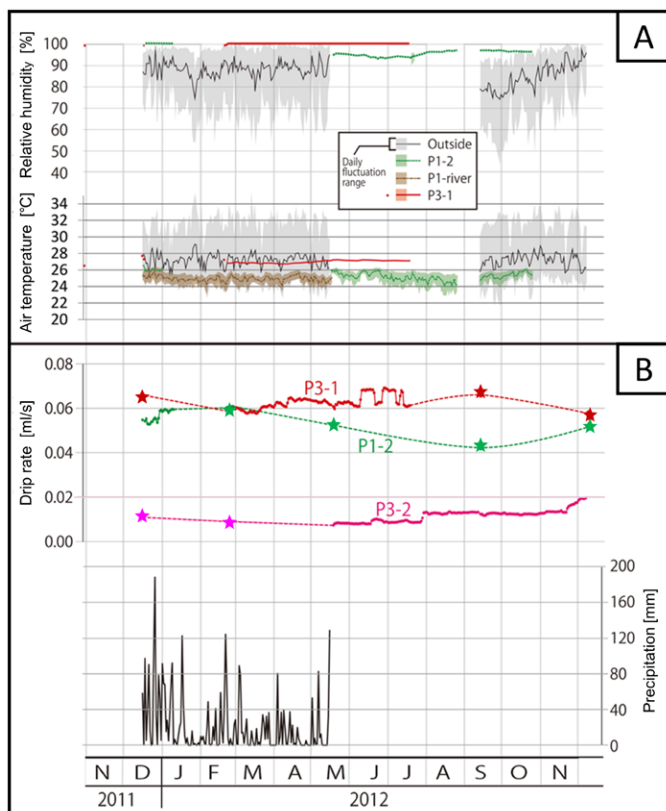 A
Relative humidity [%]
100
90
80
70
60
50
40
Daily fluctuation range
Outside
P1-2
P1-river
P3-1
Air temperature [°C]
34
32
30
28
26
24
22
20
B
Drip rate [ml/s]
0.08
0.06
0.04
0.02
0.00
P3-1
P1-2
P3-2
200
160
120
80
40
0
Precipitation [mm]
N D J F M A M J J A S O N
2011 2012